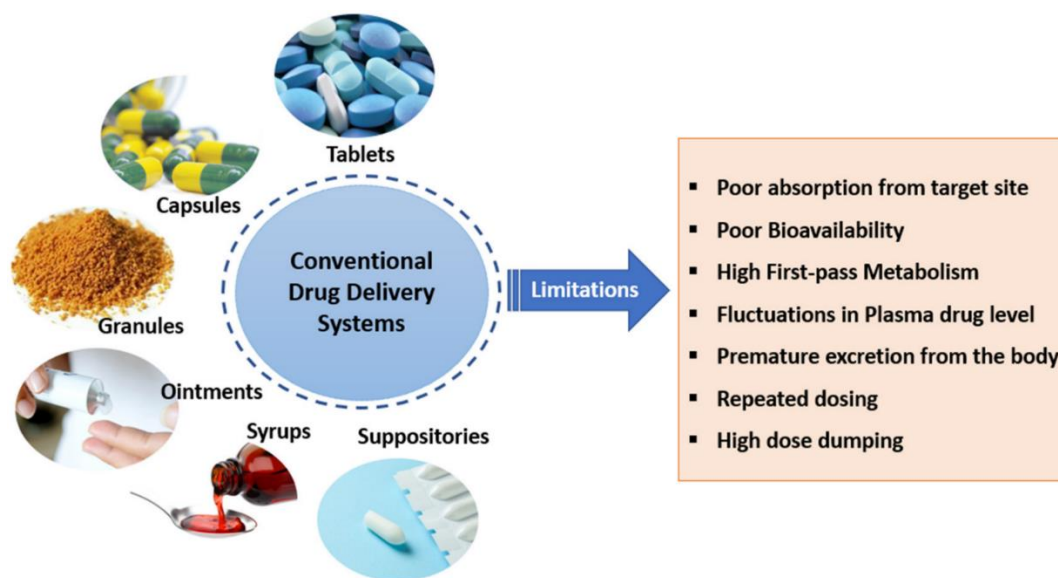 Tablets
Capsules
Granules
Ointments
Syrups
Suppositories
Conventional
Drug Delivery
Systems
Limitations
▪ Poor absorption from target site
▪ Poor Bioavailability
▪ High First-pass Metabolism
▪ Fluctuations in Plasma drug level
▪ Premature excretion from the body
▪ Repeated dosing
▪ High dose dumping